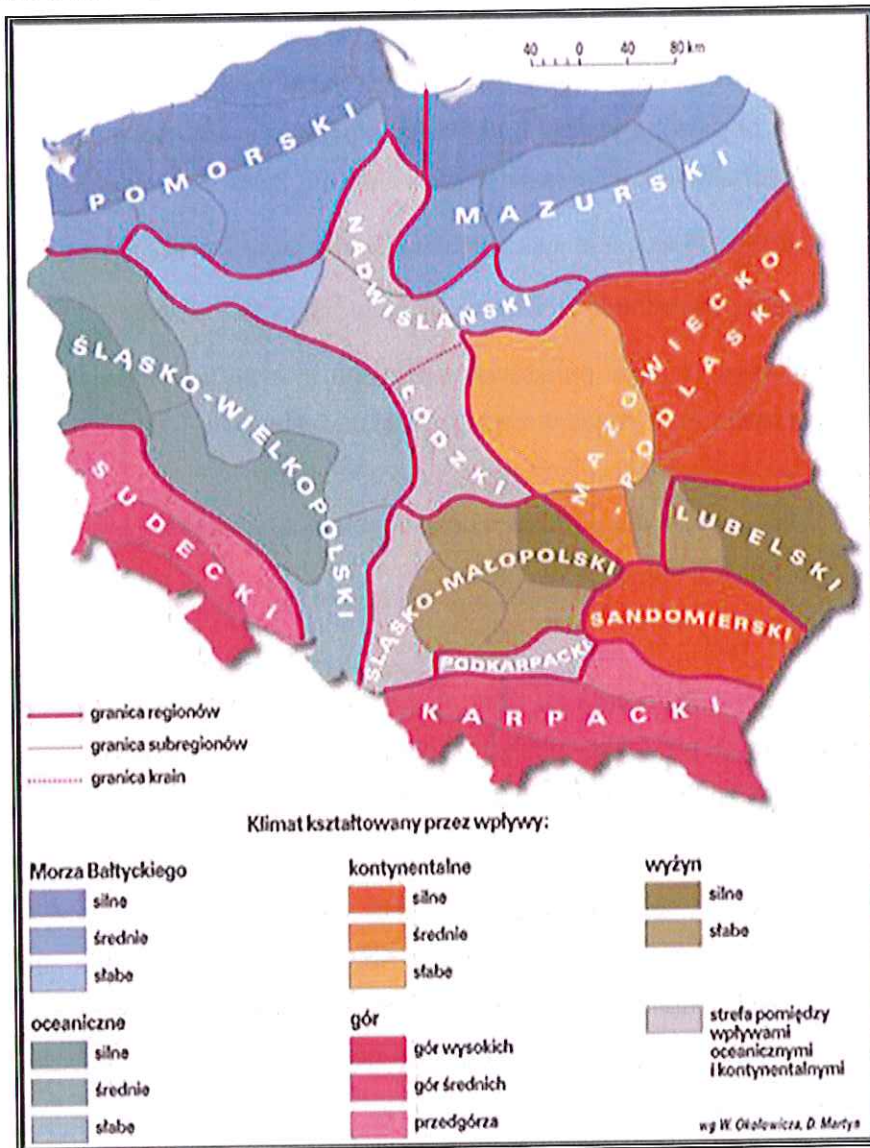 40 0 40 80 km
POMORSKI
MAZURSKI
NADWIŚLAŃSKI
MAZOWIECKO-
-PODLASKI
ŚLĄSKO-WIELKOPOLSKI
ŁÓDZKI
SUDECKI
LUBELSKI
ŚLĄSKO-MAŁOPOLSKI
SANDOMIERSKI
PODKARPACKI
KARPACKI
granica regionów
granica subregionów
granica krain
Klimat kształtowany przez wpływy:
Morza Bałtyckiego
silne
średnie
słabe
kontynentalne
silne
średnie
słabe
wyżyn
silne
słabe
oceaniczne
silne
średnie
słabe
gór
gór wysokich
gór średnich
przedgórza
strefa pomiędzy
wpływami
oceanicznymi
i kontynentalnymi
wg W. Okołowicza, D. Martyn